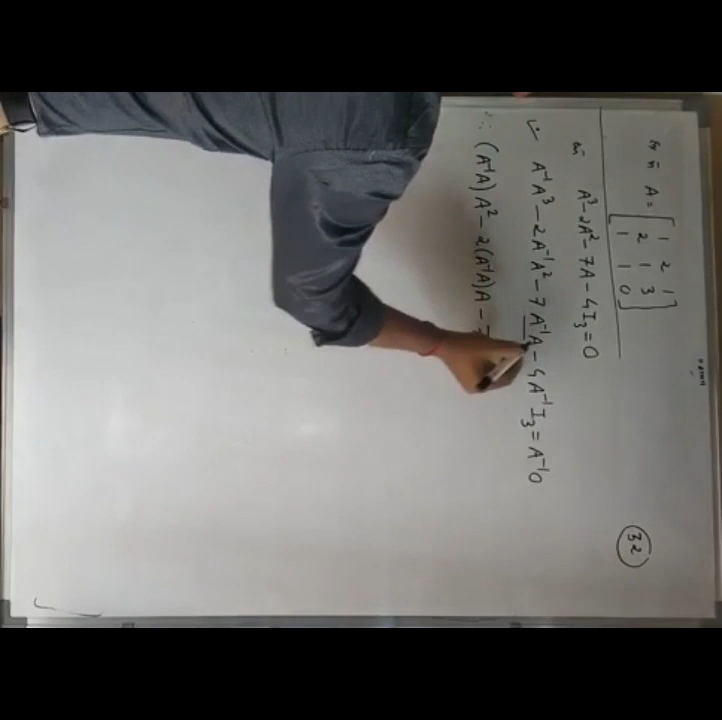 32
A = [ 1 2 1
2 1 3
1 1 0 ]
A³ - 2A² - 7A - 4I₃ = 0
A⁻¹A³ - 2A⁻¹A² - 7A⁻¹A - 4A⁻¹I₃ = A⁻¹0
∴ (A⁻¹A)A² - 2(A⁻¹A)A -